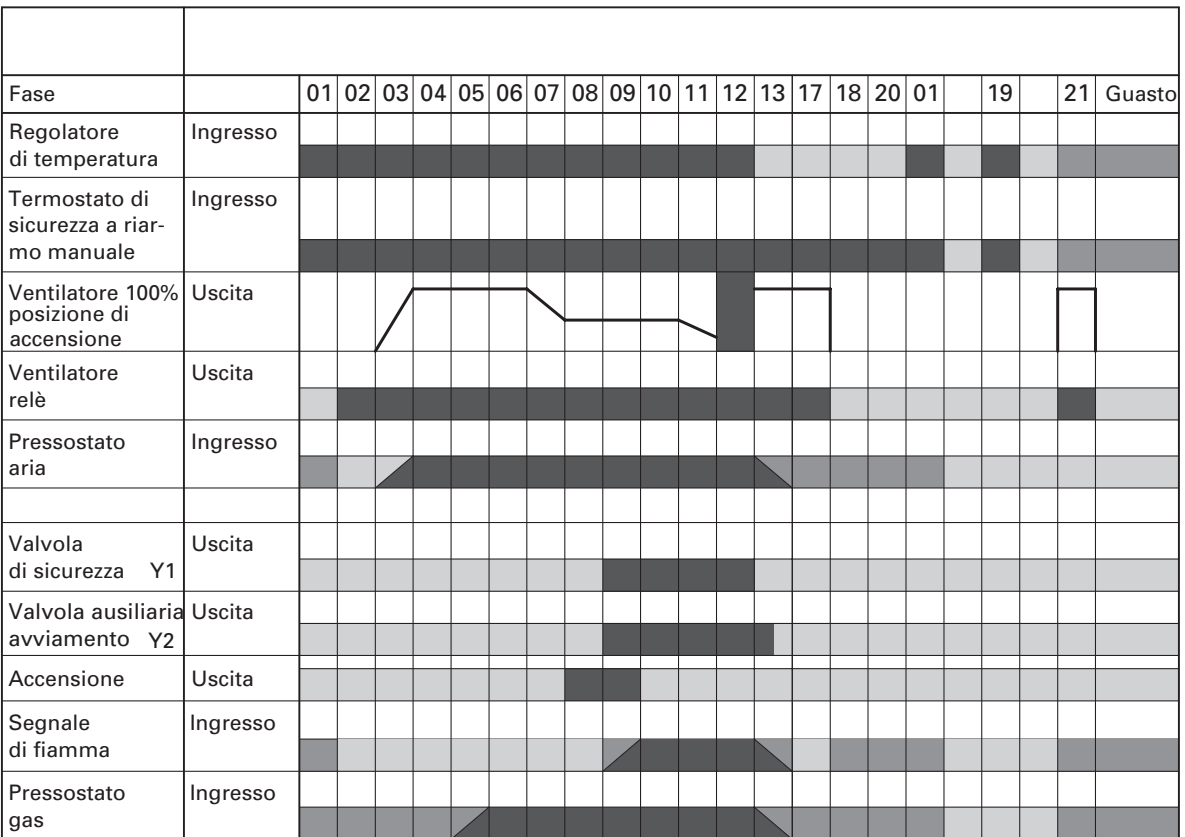 Fase 01 02 03 04 05 06 07 08 09 10 11 12 13 17 18 20 01 19 21 Guasto
Regolatore Ingresso
di temperatura
Termostato di Ingresso
sicurezza a riar-
mo manuale
Ventilatore 100% Uscita
posizione di
accensione
Ventilatore Uscita
relè
Pressostato Ingresso
aria
Valvola Uscita
di sicurezza Y1
Valvola ausiliaria Uscita
avviamento Y2
Accensione Uscita
Segnale Ingresso
di fiamma
Pressostato Ingresso
gas